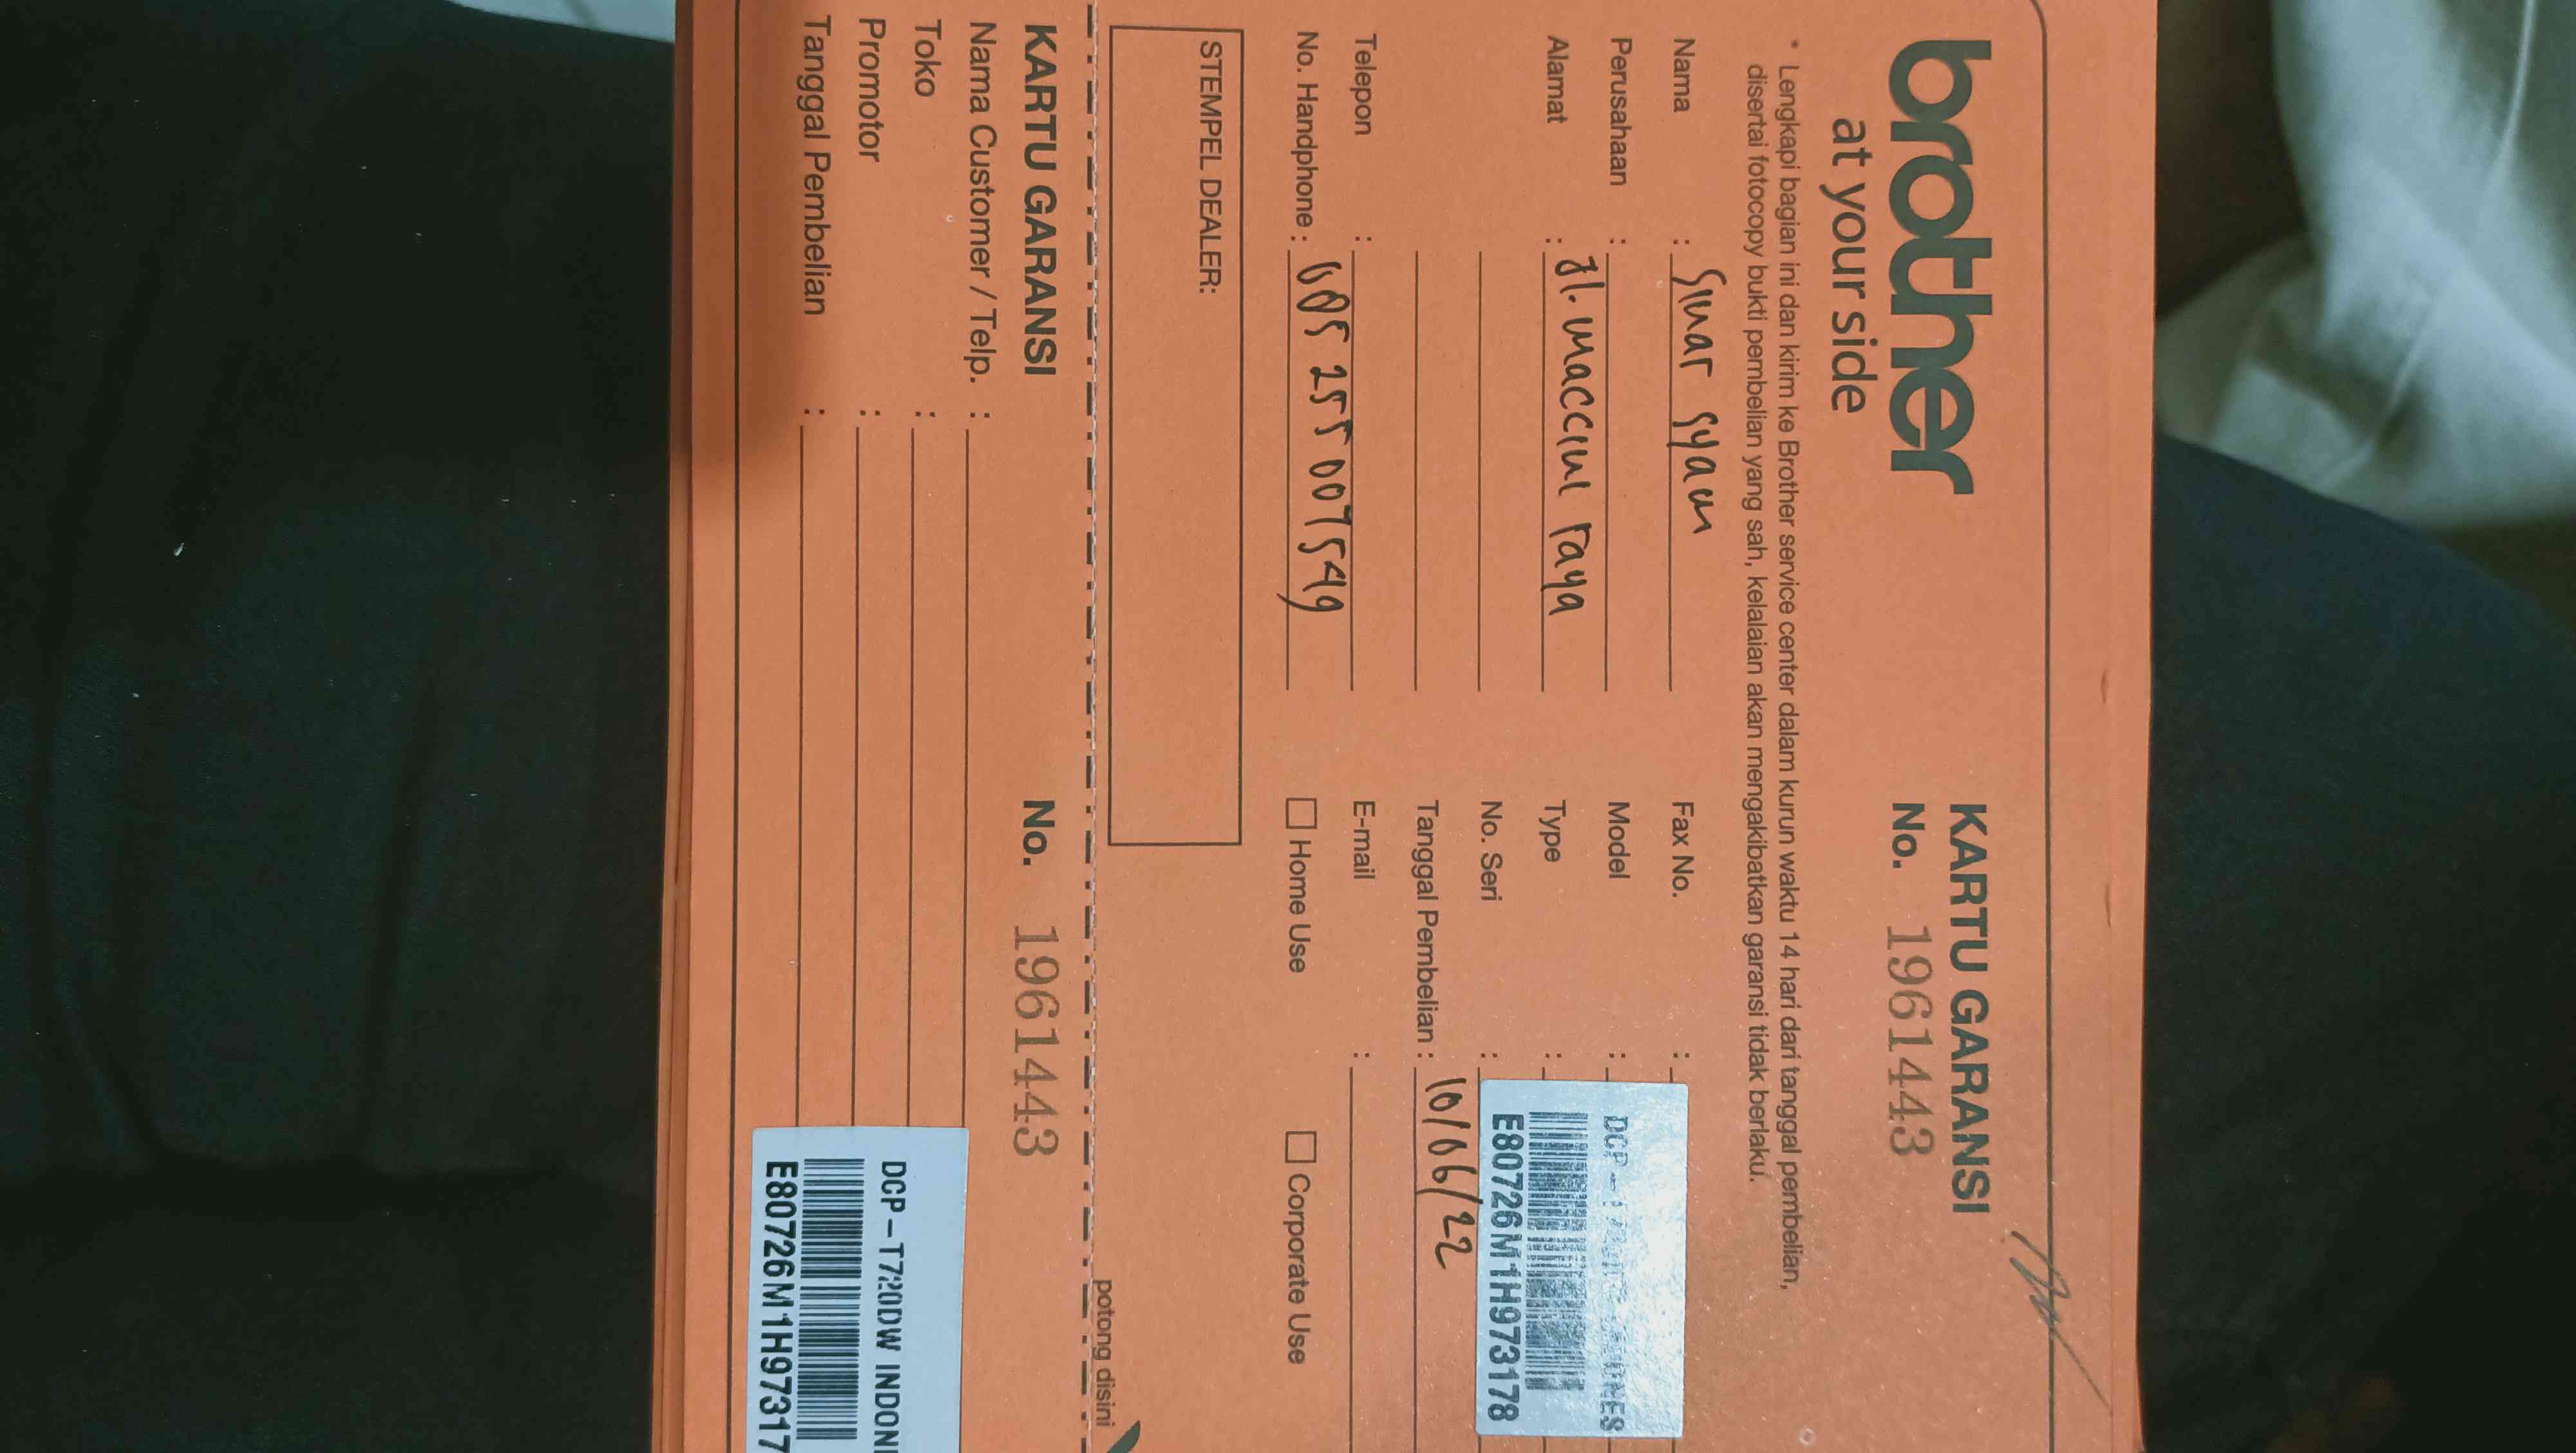 brother
at your side
KARTU GARANSI
No. 1961443
* Lengkapi bagian ini dan kirim ke Brother service center dalam kurun waktu 14 hari dari tanggal pembelian,
disertai fotocopy bukti pembelian yang sah, kelalaian akan mengakibatkan garansi tidak berlaku.
Nama : Sinar Syam
Perusahaan :
Alamat : Jl. Maccini raya
Telepon :
No. Handphone : 085 255 0075 949
Fax No. :
Model :
Type :
No. Seri :
E80726M1H973178
Tanggal Pembelian : 10/06/22
E-mail :
Home Use
Corporate Use
STEMPEL DEALER:
potong disini
KARTU GARANSI
No. 1961443
Nama Customer / Telp. :
Toko :
Promotor :
Tanggal Pembelian :
DCP-T720DW INDON
E80726M1H97317